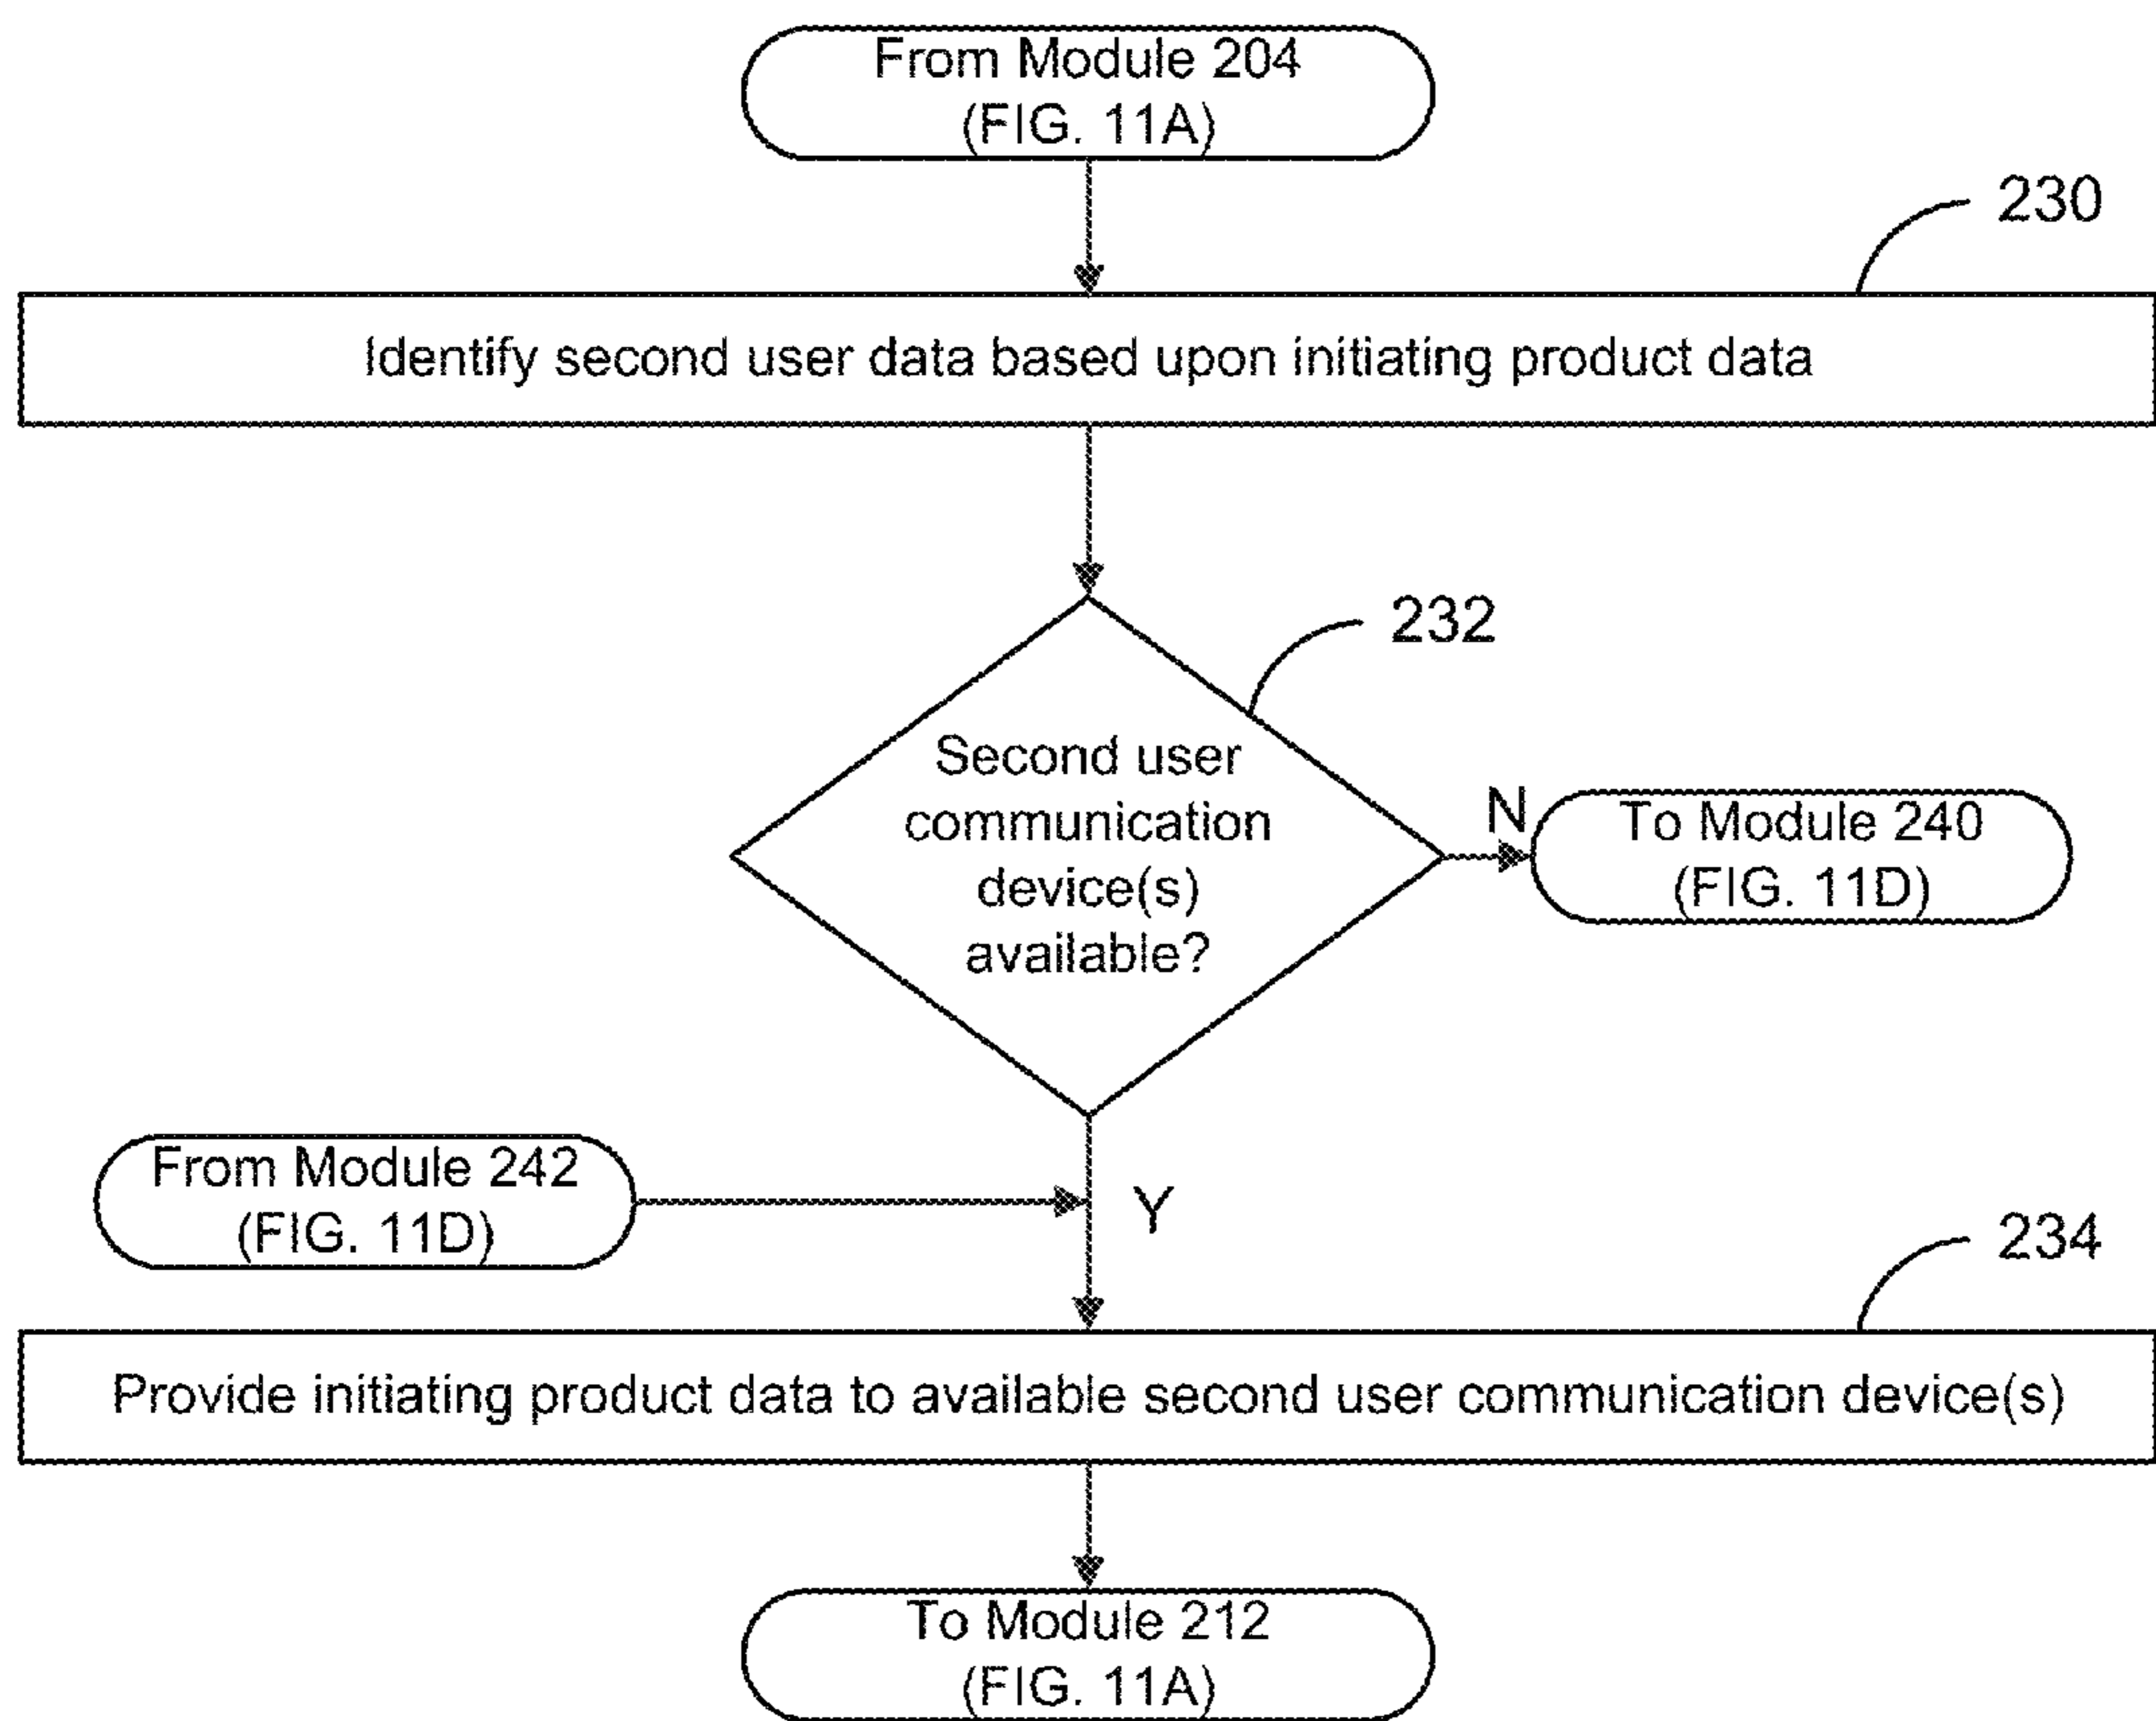 From Module 204
(FIG. 11A)
230
Identify second user data based upon initiating product data
232
Second user
communication
device(s)
available?
N
To Module 240
(FIG. 11D)
From Module 242
(FIG. 11D)
Y
234
Provide initiating product data to available second user communication device(s)
To Module 212
(FIG. 11A)